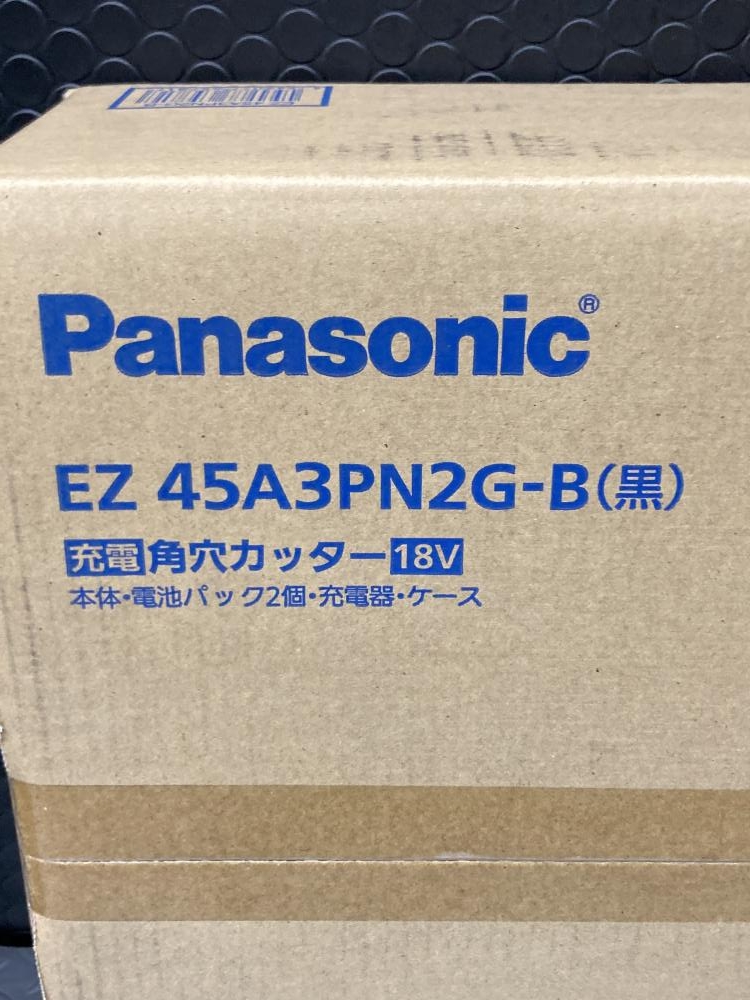 Panasonic®
EZ 45A3PN2G-B(黒)
充電角穴カッター18V
本体・電池パック2個・充電器・ケース